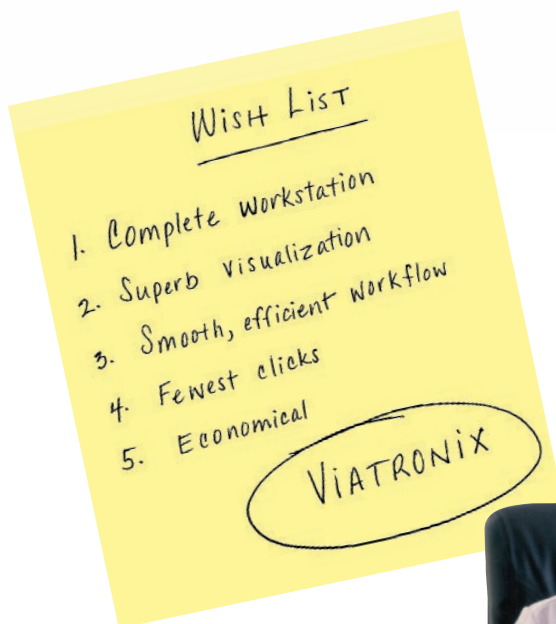 Wish List
1. Complete workstation
2. Superb visualization
3. Smooth, efficient workflow
4. Fewest clicks
5. Economical
VIATRONIX